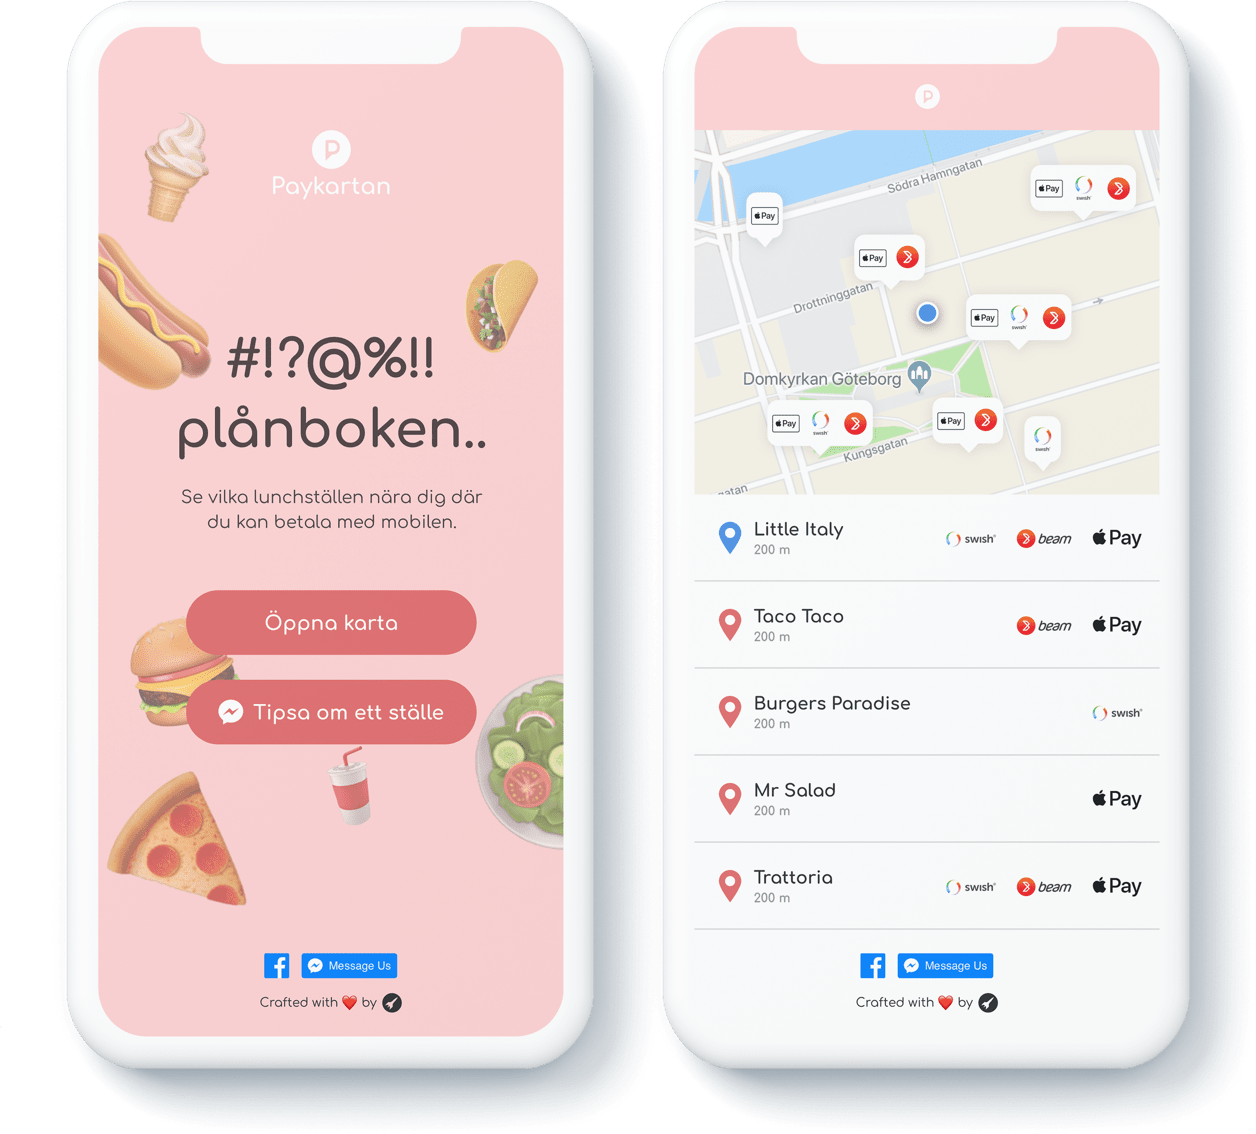 Paykartan
#!?@%!!
plånboken..
Se vilka lunchställen nära dig där
du kan betala med mobilen.
Öppna karta
Tipsa om ett ställe
Message Us
Crafted with ❤️ by
Södra Hamngatan
Pay
Pay
swish
Pay
Drottninggatan
Pay
swish
Domkyrkan Göteborg
Pay
swish
Pay
swish
Kungsgatan
Little Italy
200 m
swish beam Pay
Taco Taco
200 m
beam Pay
Burgers Paradise
200 m
swish
Mr Salad
200 m
Pay
Trattoria
200 m
swish beam Pay
Message Us
Crafted with ❤️ by